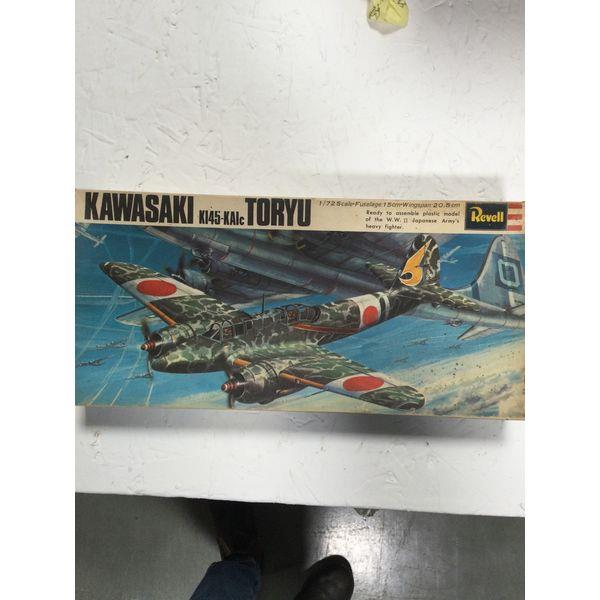 KAWASAKI KI45-KAIc TORYU
1/72 Scale•Fuselage:15cm•Wingspan:20.5cm
Ready to assemble plastic model
of the W.W.II Japanese Army's
heavy fighter.
Revell
5